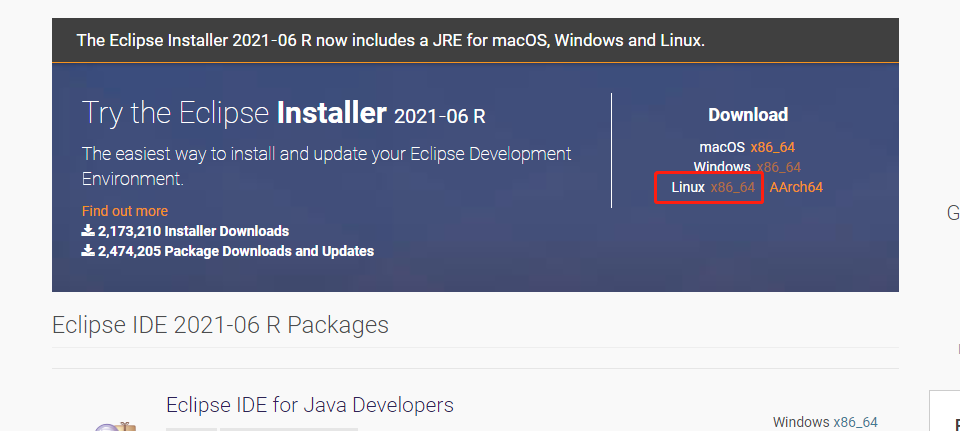 The Eclipse Installer 2021-06 R now includes a JRE for macOS, Windows and Linux.
Try the Eclipse Installer 2021-06 R
The easiest way to install and update your Eclipse Development
Environment.
Find out more
2,173,210 Installer Downloads
2,474,205 Package Downloads and Updates
Download
macOS x86_64
Windows x86_64
Linux x86_64 AArch64
Eclipse IDE 2021-06 R Packages
Eclipse IDE for Java Developers
Windows x86_64